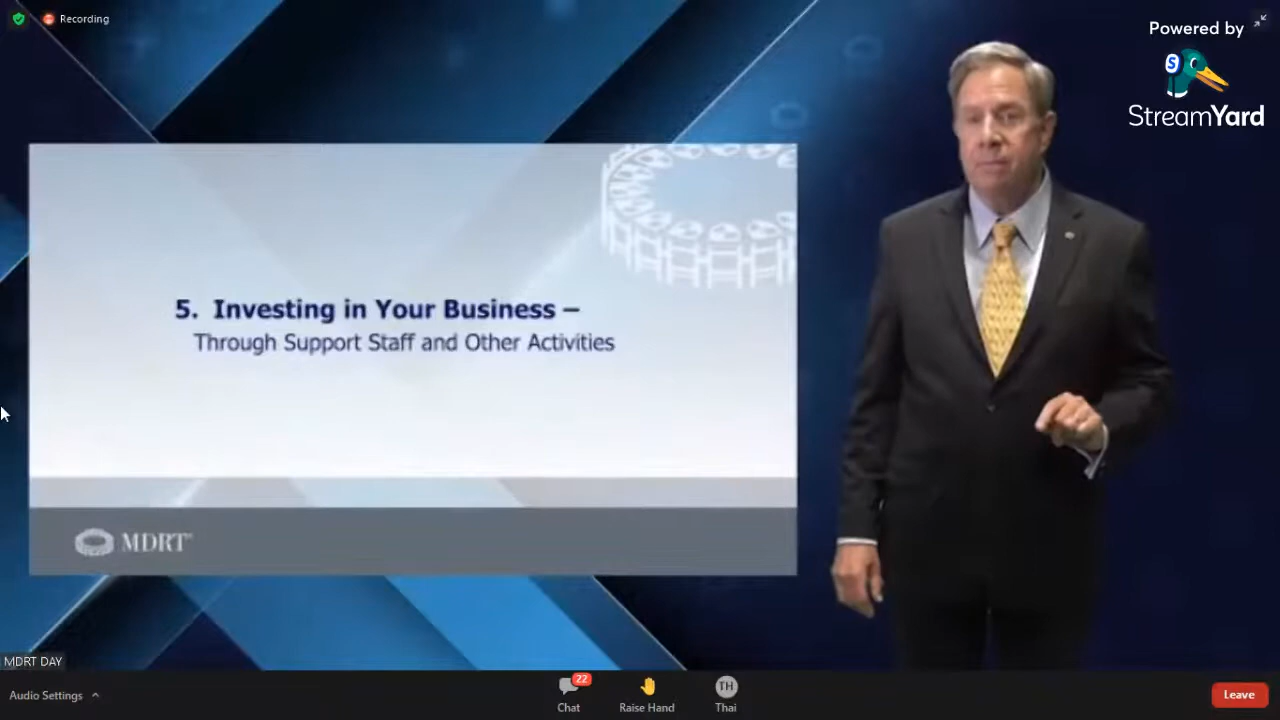 Recording
Powered by
S
StreamYard
5. Investing in Your Business –
Through Support Staff and Other Activities
MDRT®
MDRT DAY
Audio Settings
22
Chat
Raise Hand
TH
Thai
Leave